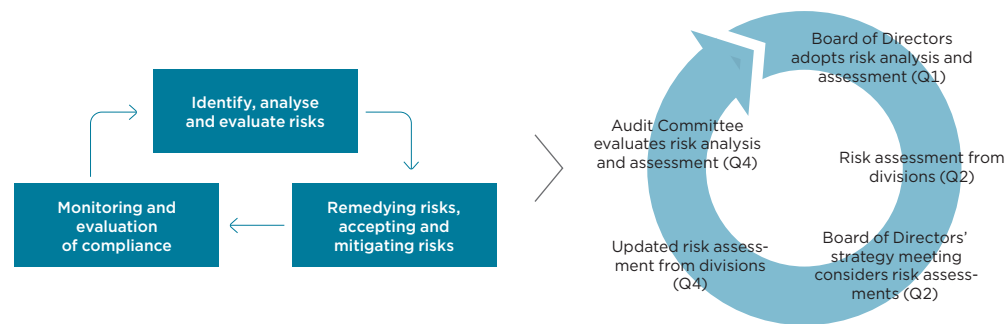 Identify, analyse
and evaluate risks
Monitoring and
evaluation
of compliance
Remedying risks,
accepting and
mitigating risks
Board of Directors
adopts risk analysis and
assessment (Q1)
Risk assessment from
divisions (Q2)
Board of Directors’
strategy meeting
considers risk assess-
ments (Q2)
Updated risk assess-
ment from divisions
(Q4)
Audit Committee
evaluates risk analysis
and assessment (Q4)